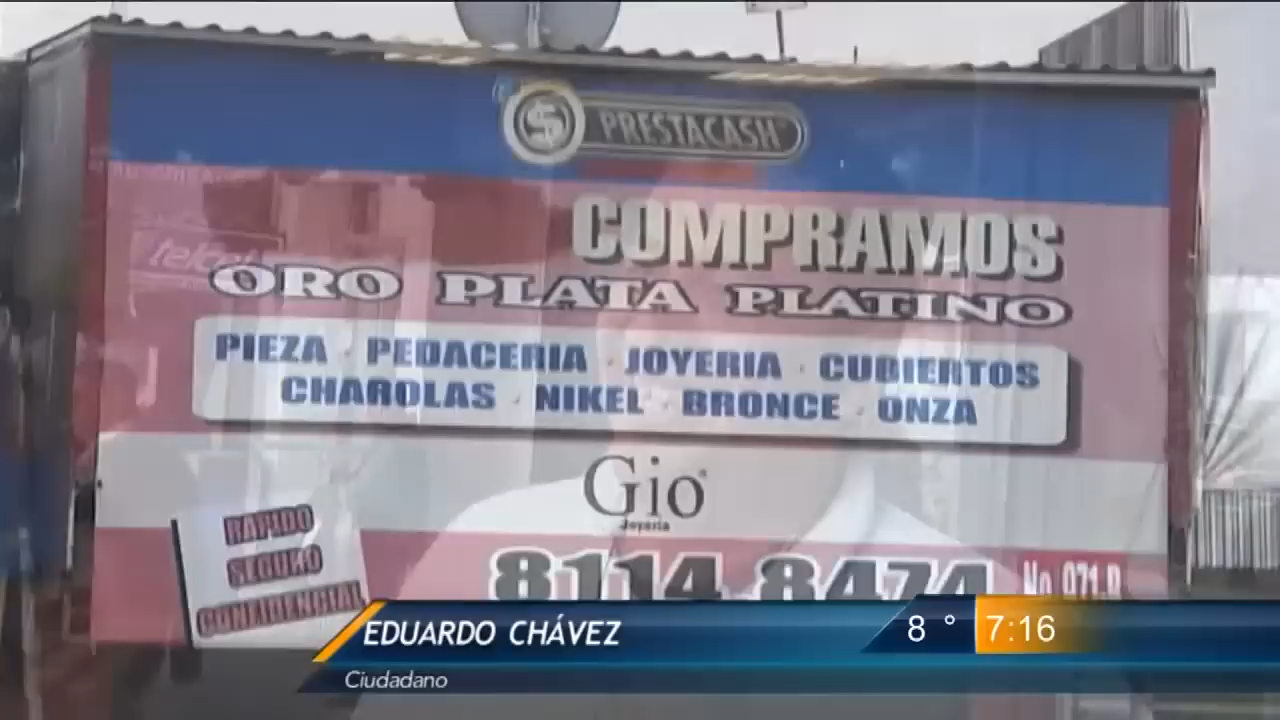 $ PRESTACASH
COMPRAMOS
telcel
ORO PLATA PLATINO
PIEZA · PEDACERIA · JOYERIA · CUBIERTOS
CHAROLAS · NIKEL · BRONCE · ONZA
Gio
Joyería
RAPIDO
SEGURO
CONFIDENCIAL
8114-8474
No. 971-B
EDUARDO CHÁVEZ
8 ° 7:16
Ciudadano